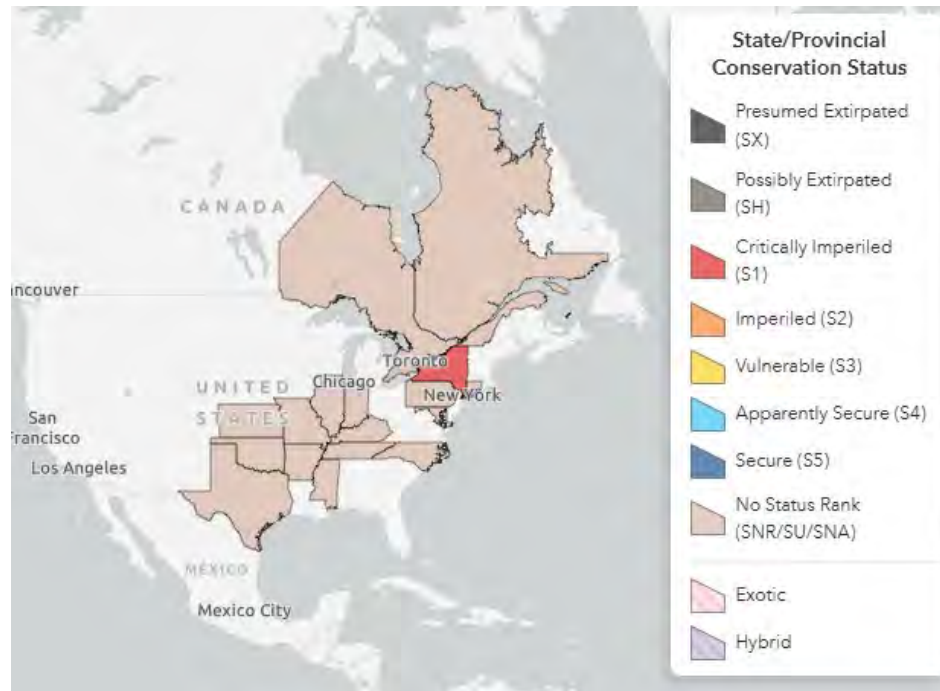 State/Provincial
Conservation Status
Presumed Extirpated
(SX)
Possibly Extirpated
(SH)
Critically Imperiled
(S1)
Imperiled (S2)
Vulnerable (S3)
Apparently Secure (S4)
Secure (S5)
No Status Rank
(SNR/SU/SNA)
Exotic
Hybrid
CANADA
ncouver
Toronto
UNITED
Chicago
New York
STATES
San
Francisco
Los Angeles
MÉXICO
Mexico City